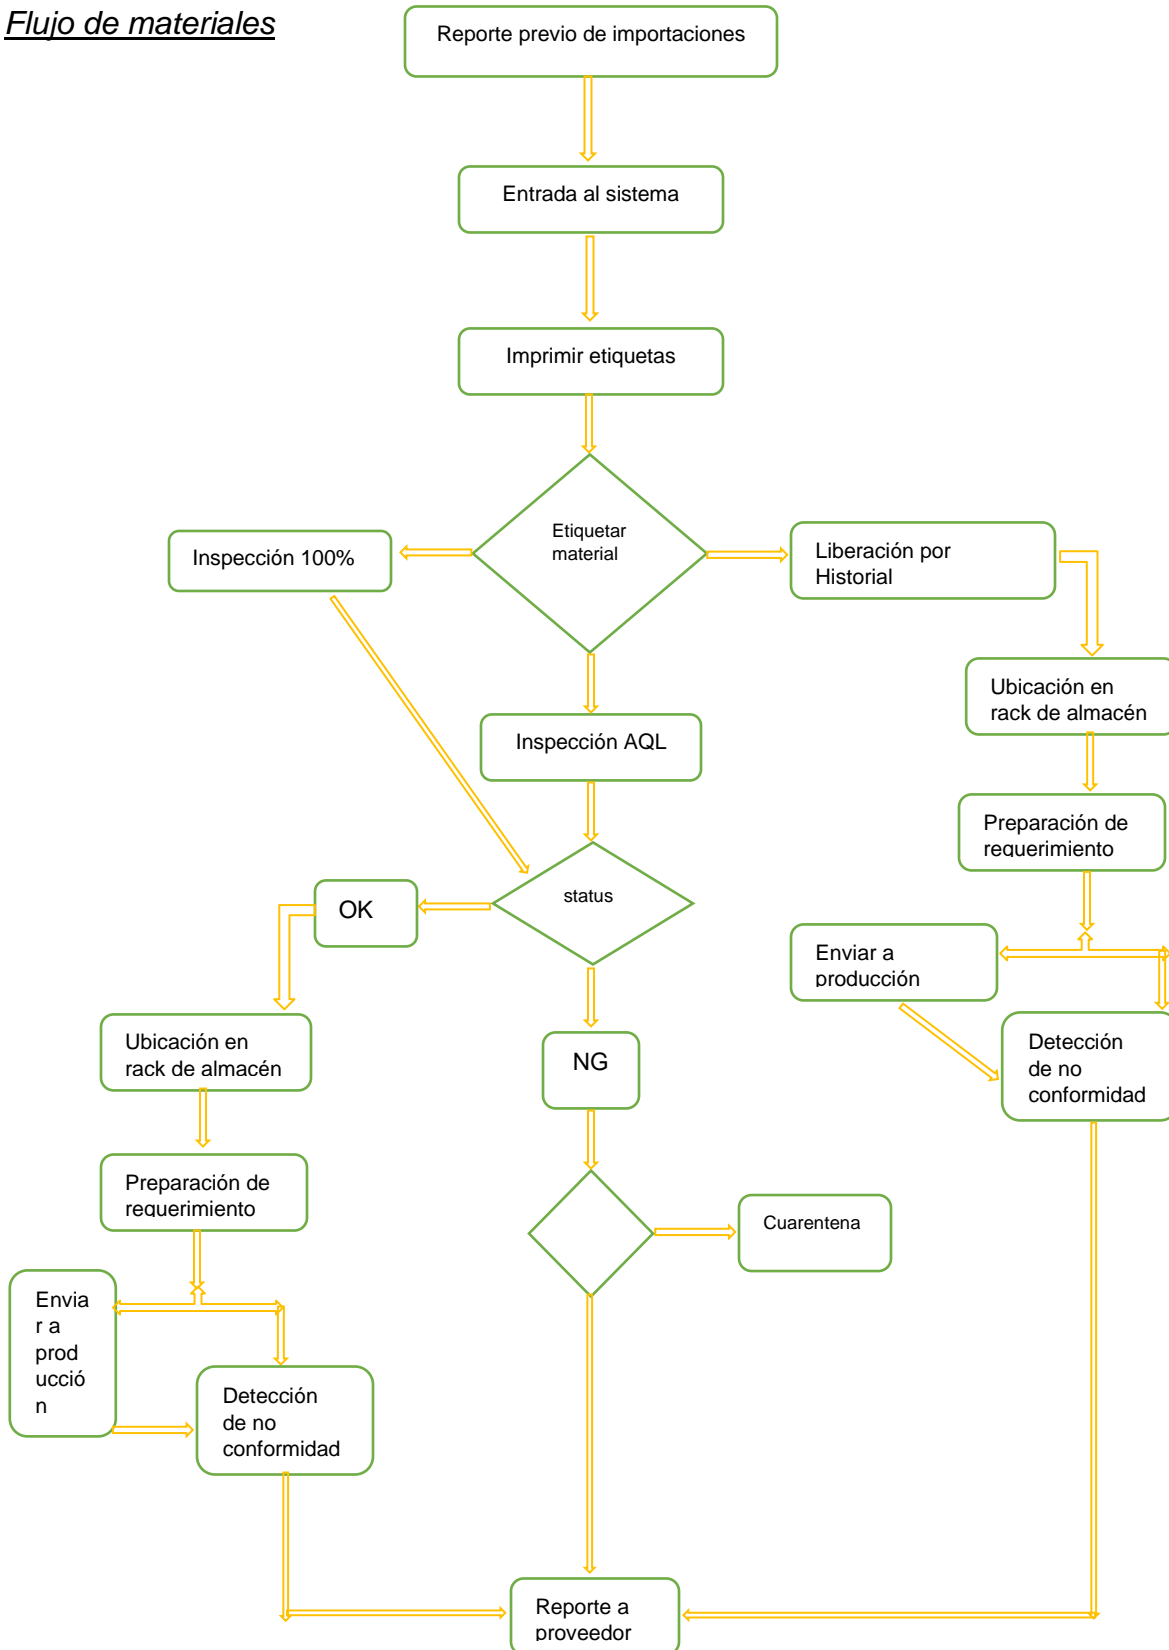 Flujo de materiales
Reporte previo de importaciones
Entrada al sistema
Imprimir etiquetas
Etiquetar
material
Inspección 100%
Liberación por
Historial
Ubicación en
rack de almacén
Inspección AQL
Preparación de
requerimiento
status
OK
Enviar a
producción
Ubicación en
rack de almacén
NG
Detección
de no
conformidad
Preparación de
requerimiento
Cuarentena
Envia
r a
prod
ucció
n
Detección
de no
conformidad
Reporte a
proveedor